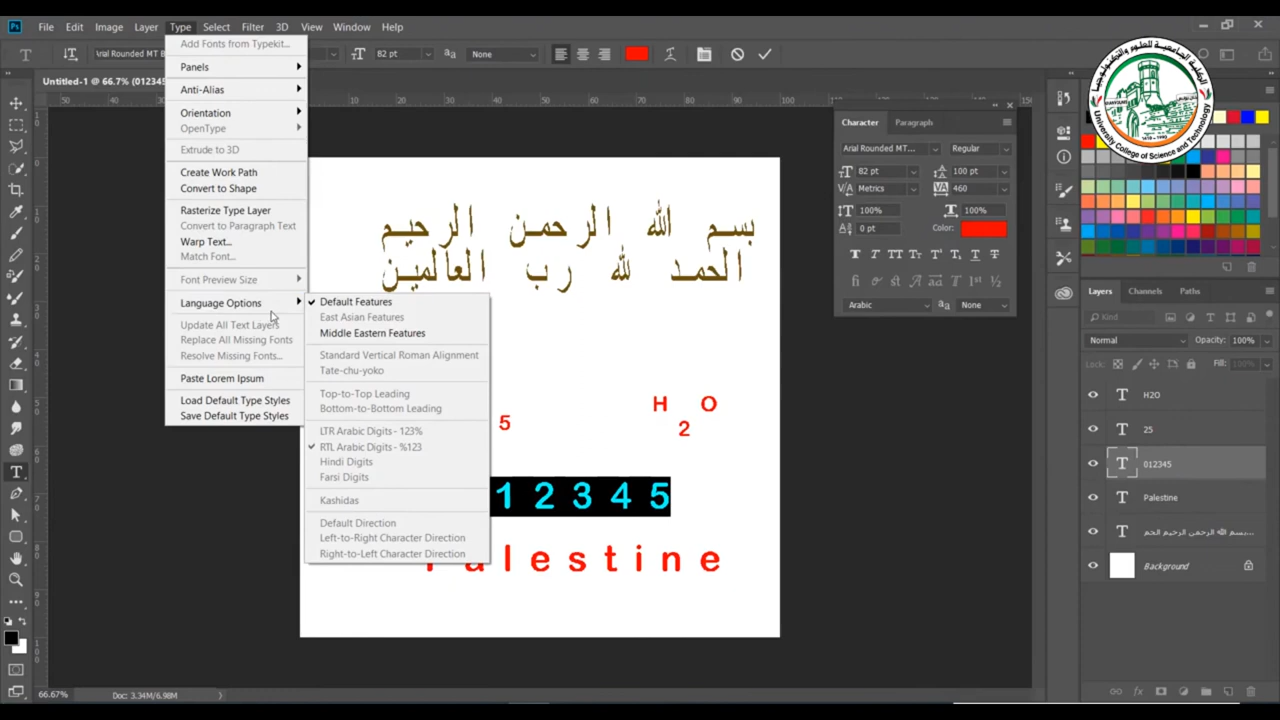 File Edit Image Layer Type Select Filter 3D View Window Help
82 pt None
Untitled-1 @ 66.7% (012345
Add Fonts from Typekit...
Panels
Anti-Alias
Orientation
OpenType
Extrude to 3D
Create Work Path
Convert to Shape
Rasterize Type Layer
Convert to Paragraph Text
Warp Text...
Match Font...
Font Preview Size
Language Options
Update All Text Layers
Replace All Missing Fonts
Resolve Missing Fonts...
Paste Lorem Ipsum
Load Default Type Styles
Save Default Type Styles
Default Features
East Asian Features
Middle Eastern Features
Standard Vertical Roman Alignment
Tate-chu-yoko
Top-to-Top Leading
Bottom-to-Bottom Leading
LTR Arabic Digits - 123%
RTL Arabic Digits - %123
Hindi Digits
Farsi Digits
Kashidas
Default Direction
Left-to-Right Character Direction
Right-to-Left Character Direction
بسم الله الرحمن الرحيم
الحمد لله رب العالمين
5
H2O
1 2 3 4 5
Palestine
Character Paragraph
Arial Rounded MT... Regular
82 pt 100 pt
Metrics 460
100% 100%
0 pt Color:
Arabic None
الكلية الجامعية للعلوم والتكنولوجيا
University College of Science and Technology
Layers Channels Paths
Kind
Normal Opacity: 100%
Lock: Fill: 100%
H2O
25
012345
Palestine
بسم الله الرحمن الرحيم الحم...
Background
66.67% Doc: 3.34M/6.98M